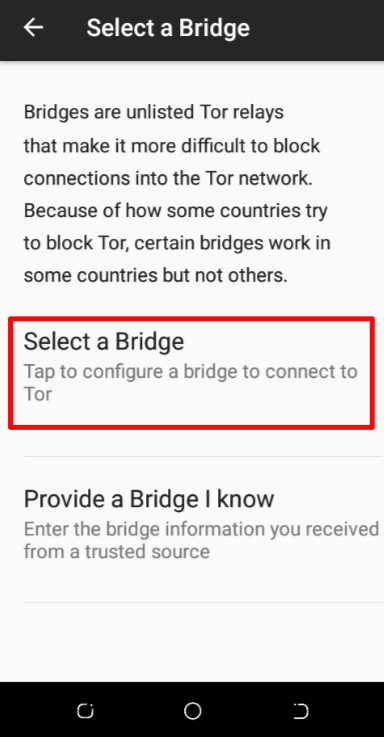 Select a Bridge
Bridges are unlisted Tor relays
that make it more difficult to block
connections into the Tor network.
Because of how some countries try
to block Tor, certain bridges work in
some countries but not others.
Select a Bridge
Tap to configure a bridge to connect to
Tor
Provide a Bridge I know
Enter the bridge information you received
from a trusted source